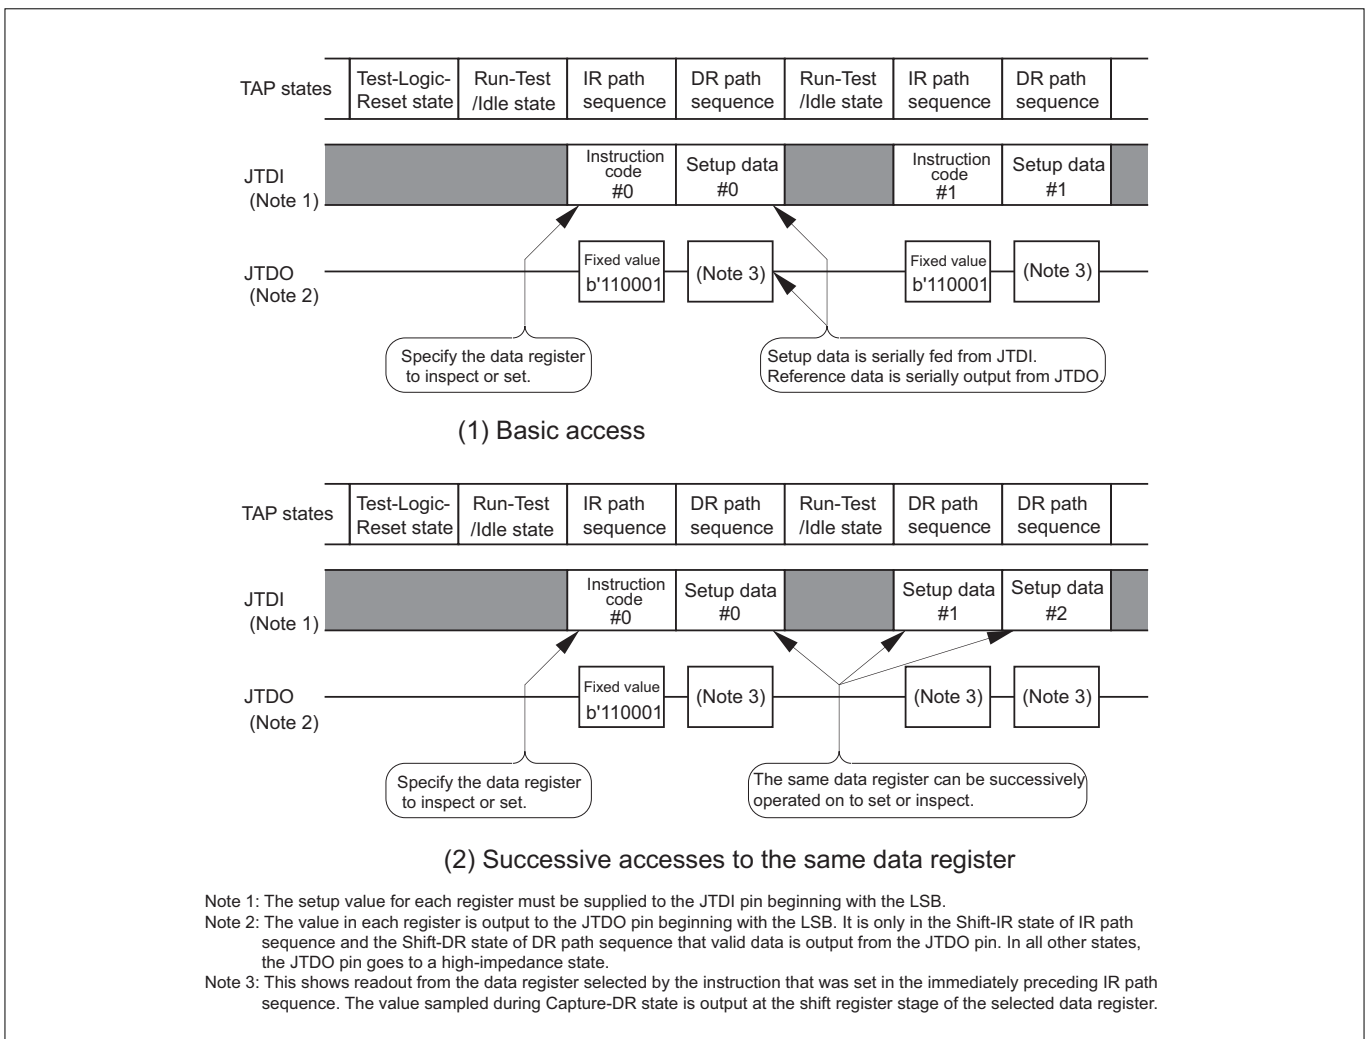 TAP states
Test-Logic-
Reset state
Run-Test
/Idle state
IR path
sequence
DR path
sequence
Run-Test
/Idle state
IR path
sequence
DR path
sequence
JTDI
(Note 1)
Instruction
code
#0
Setup data
#0
Instruction
code
#1
Setup data
#1
JTDO
(Note 2)
Fixed value
b'110001
(Note 3)
Fixed value
b'110001
(Note 3)
Specify the data register
to inspect or set.
Setup data is serially fed from JTDI.
Reference data is serially output from JTDO.
(1) Basic access
TAP states
Test-Logic-
Reset state
Run-Test
/Idle state
IR path
sequence
DR path
sequence
Run-Test
/Idle state
DR path
sequence
DR path
sequence
JTDI
(Note 1)
Instruction
code
#0
Setup data
#0
Setup data
#1
Setup data
#2
JTDO
(Note 2)
Fixed value
b'110001
(Note 3)
(Note 3)
(Note 3)
Specify the data register
to inspect or set.
The same data register can be successively
operated on to set or inspect.
(2) Successive accesses to the same data register
Note 1: The setup value for each register must be supplied to the JTDI pin beginning with the LSB.
Note 2: The value in each register is output to the JTDO pin beginning with the LSB. It is only in the Shift-IR state of IR path
sequence and the Shift-DR state of DR path sequence that valid data is output from the JTDO pin. In all other states,
the JTDO pin goes to a high-impedance state.
Note 3: This shows readout from the data register selected by the instruction that was set in the immediately preceding IR path
sequence. The value sampled during Capture-DR state is output at the shift register stage of the selected data register.